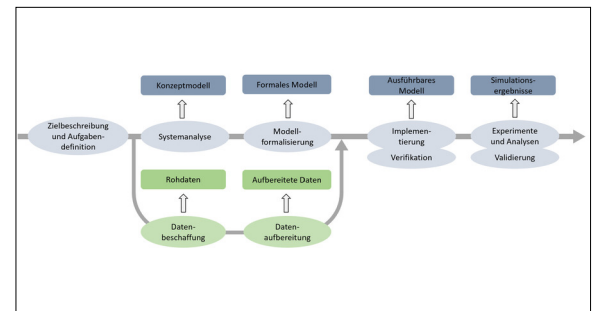 Konzeptmodell
Formales Modell
Ausführbares
Modell
Simulations-
ergebnisse
Zielbeschreibung
und Aufgaben-
definition
Systemanalyse
Modell-
formalisierung
Implemen-
tierung
Experimente
und Analysen
Verifikation
Validierung
Rohdaten
Aufbereitete Daten
Daten-
beschaffung
Daten-
aufbereitung